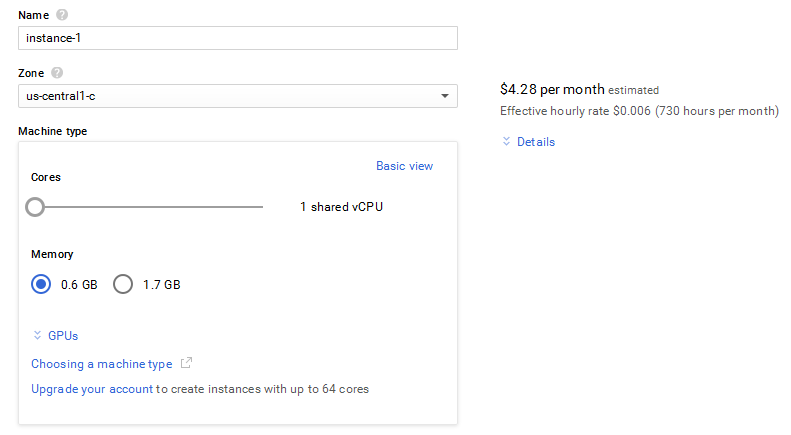 Name
instance-1
Zone
us-central1-c
Machine type
Basic view
Cores
1 shared vCPU
Memory
0.6 GB 1.7 GB
GPUs
Choosing a machine type
Upgrade your account to create instances with up to 64 cores
$4.28 per month estimated
Effective hourly rate $0.006 (730 hours per month)
Details